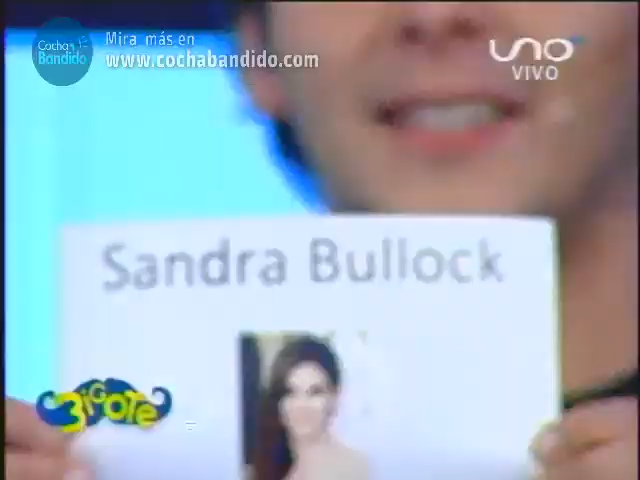 Cocha
Bandido
Mira más en
www.cochabandido.com
uno
VIVO
Sandra Bullock
BiGOTe